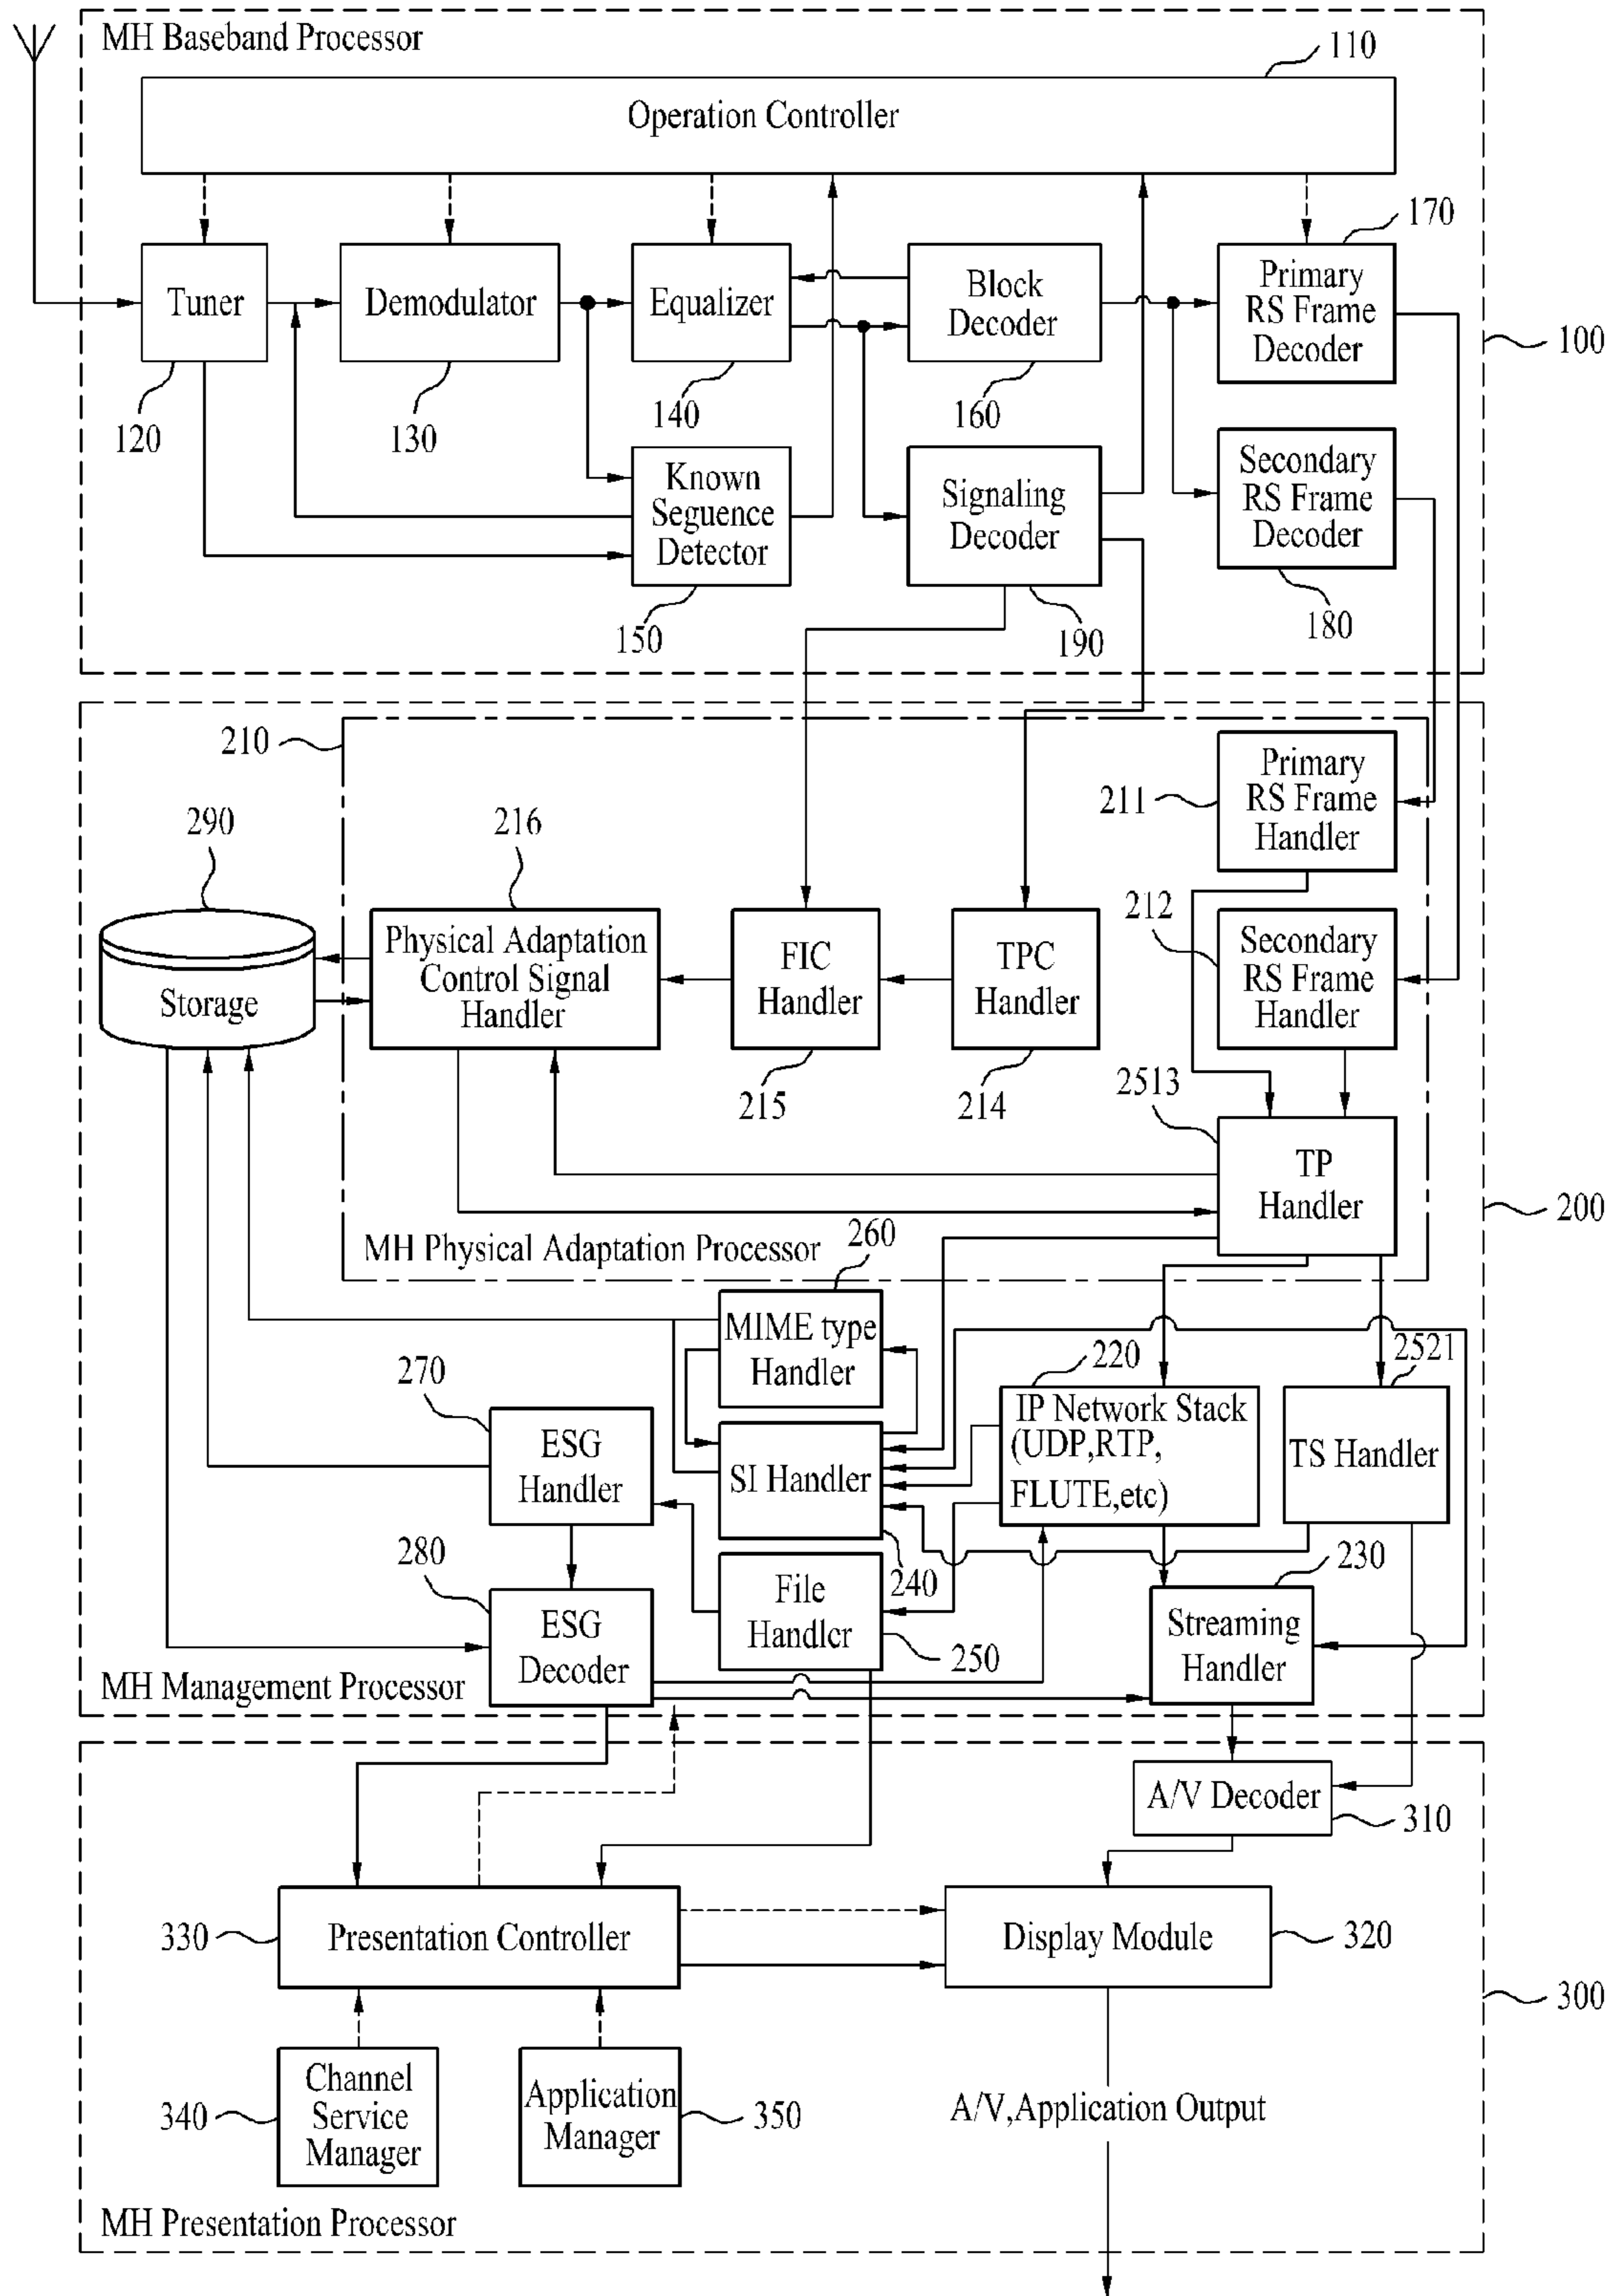 MH Baseband Processor
110
Operation Controller
170
Tuner
Demodulator
Equalizer
Block
Decoder
Primary
RS Frame
Decoder
100
120
130
140
160
Known
Seguence
Detector
Signaling
Decoder
Secondary
RS Frame
Decoder
150
190
180
210
Primary
RS Frame
Handler
211
290
216
212
Storage
Physical Adaptation
Control Signal
Handler
FIC
Handler
TPC
Handler
Secondary
RS Frame
Handler
215
214
2513
TP
Handler
200
MH Physical Adaptation Processor
260
MIME type
Handler
220
2521
270
IP Network Stack
(UDP,RTP,
FLUTE,etc)
TS Handler
ESG
Handler
SI Handler
280
240
230
ESG
Decoder
File
Handlcr
250
Streaming
Handler
MH Management Processor
A/V Decoder
310
330
Presentation Controller
Display Module
320
300
340
Channel
Service
Manager
Application
Manager
350
A/V,Application Output
MH Presentation Processor